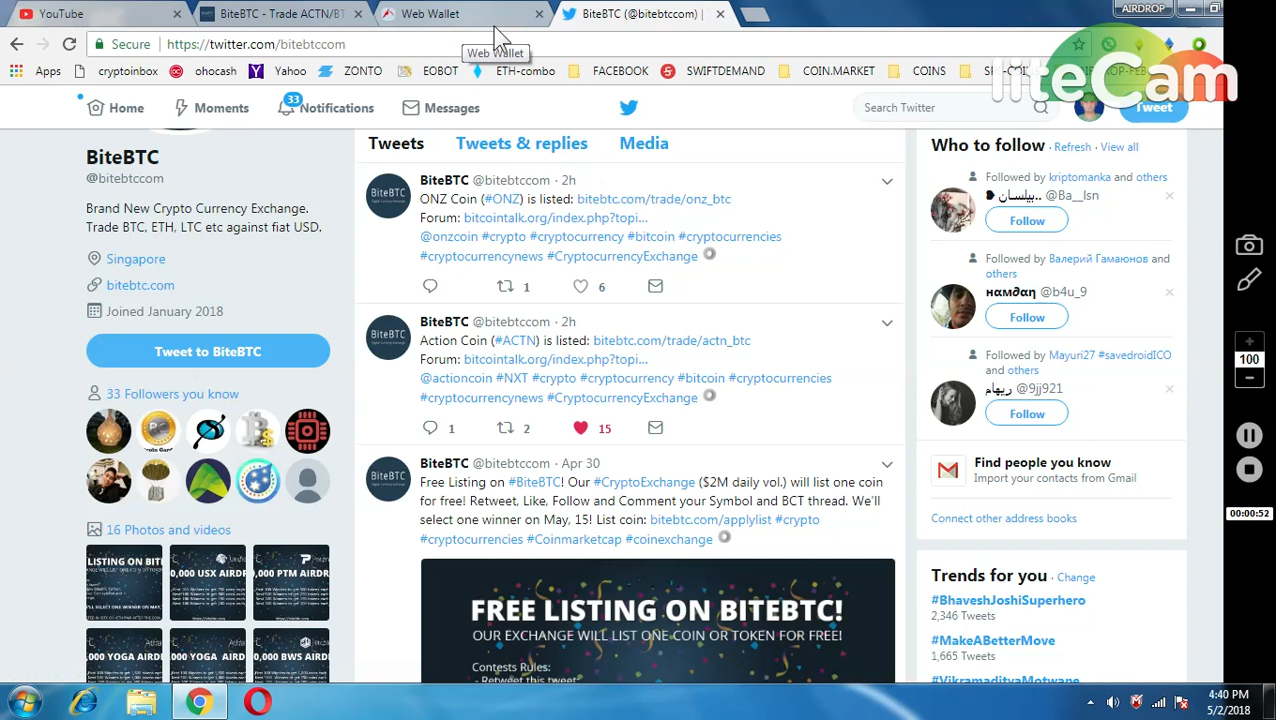 YouTube
BiteBTC - Trade ACTN/BT
Web Wallet
BiteBTC (@bitebtccom) |
AIRDROP
Secure
https://twitter.com/bitebtccom
Web Wallet
Apps
cryptoinbox
ohocash
Yahoo
ZONTO
EOBOT
ETH-combo
FACEBOOK
SWIFTDEMAND
COIN.MARKET
COINS
liteCam
Home
Moments
33
Notifications
Messages
Search Twitter
Tweet
BiteBTC
@bitebtccom
Brand New Crypto Currency Exchange.
Trade BTC, ETH, LTC etc against fiat USD.
Singapore
bitebtc.com
Joined January 2018
Tweet to BiteBTC
33 Followers you know
16 Photos and videos
Tweets Tweets & replies Media
BiteBTC @bitebtccom · 2h
ONZ Coin (#ONZ) is listed: bitebtc.com/trade/onz_btc
Forum: bitcointalk.org/index.php?topi...
@onzcoin #crypto #cryptocurrency #bitcoin #cryptocurrencies
#cryptocurrencynews #CryptocurrencyExchange
1 6
BiteBTC @bitebtccom · 2h
Action Coin (#ACTN) is listed: bitebtc.com/trade/actn_btc
Forum: bitcointalk.org/index.php?topi...
@actioncoin #NXT #crypto #cryptocurrency #bitcoin #cryptocurrencies
#cryptocurrencynews #CryptocurrencyExchange
1 2 15
BiteBTC @bitebtccom · Apr 30
Free Listing on #BiteBTC! Our #CryptoExchange ($2M daily vol.) will list one coin
for free! Retweet, Like, Follow and Comment your Symbol and BCT thread. We'll
select one winner on May, 15! List coin: bitebtc.com/applylist #crypto
#cryptocurrencies #Coinmarketcap #coinexchange
FREE LISTING ON BITEBTC!
OUR EXCHANGE WILL LIST ONE COIN OR TOKEN FOR FREE!
Contests Rules:
- Retweet this tweet
Who to follow · Refresh · View all
Followed by kriptomanka and others
بيلسـان.. @Ba__lsn
Follow
Followed by Валерий Гамаюнов and
others
нαм∂αη @b4u_9
Follow
Followed by Mayuri27 #savedroidICO
and others
ريهام @9jj921
Follow
Find people you know
Import your contacts from Gmail
Connect other address books
Trends for you · Change
#BhaveshJoshiSuperhero
2,346 Tweets
#MakeABetterMove
1,665 Tweets
#VikramadityaMotwane
100
00:00:52
4:40 PM
5/2/2018